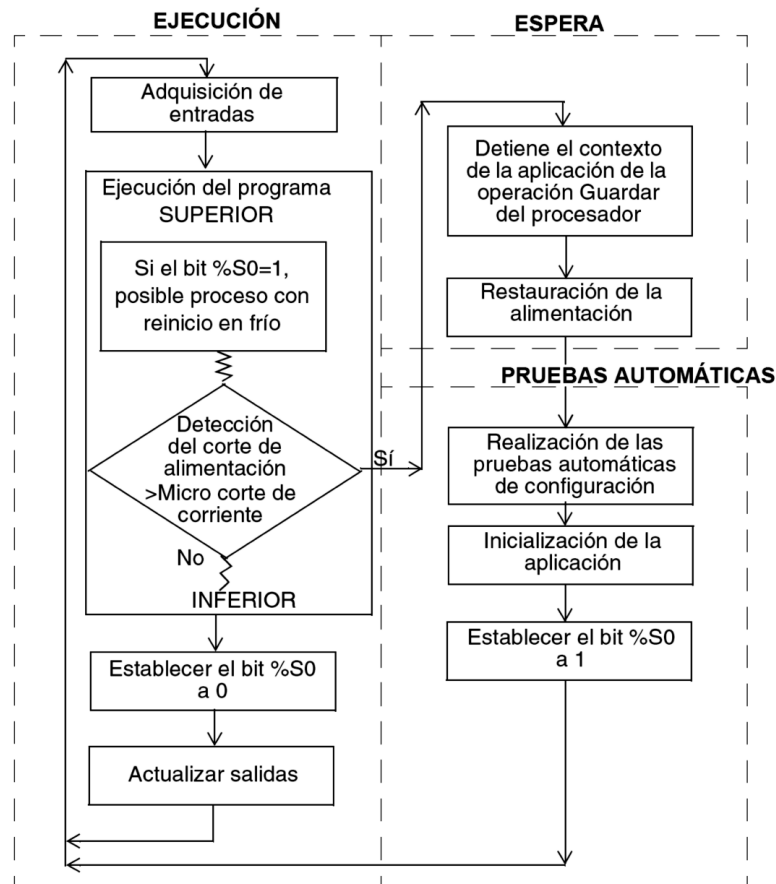 EJECUCIÓN
Adquisición de
entradas
Ejecución del programa
SUPERIOR
Si el bit %S0=1,
posible proceso con
reinicio en frío
Detección
del corte de
alimentación
>Micro corte de
corriente
Sí
No
INFERIOR
Establecer el bit %S0
a 0
Actualizar salidas
ESPERA
Detiene el contexto
de la aplicación de la
operación Guardar
del procesador
Restauración de la
alimentación
PRUEBAS AUTOMÁTICAS
Realización de las
pruebas automáticas
de configuración
Inicialización de la
aplicación
Establecer el bit %S0
a 1